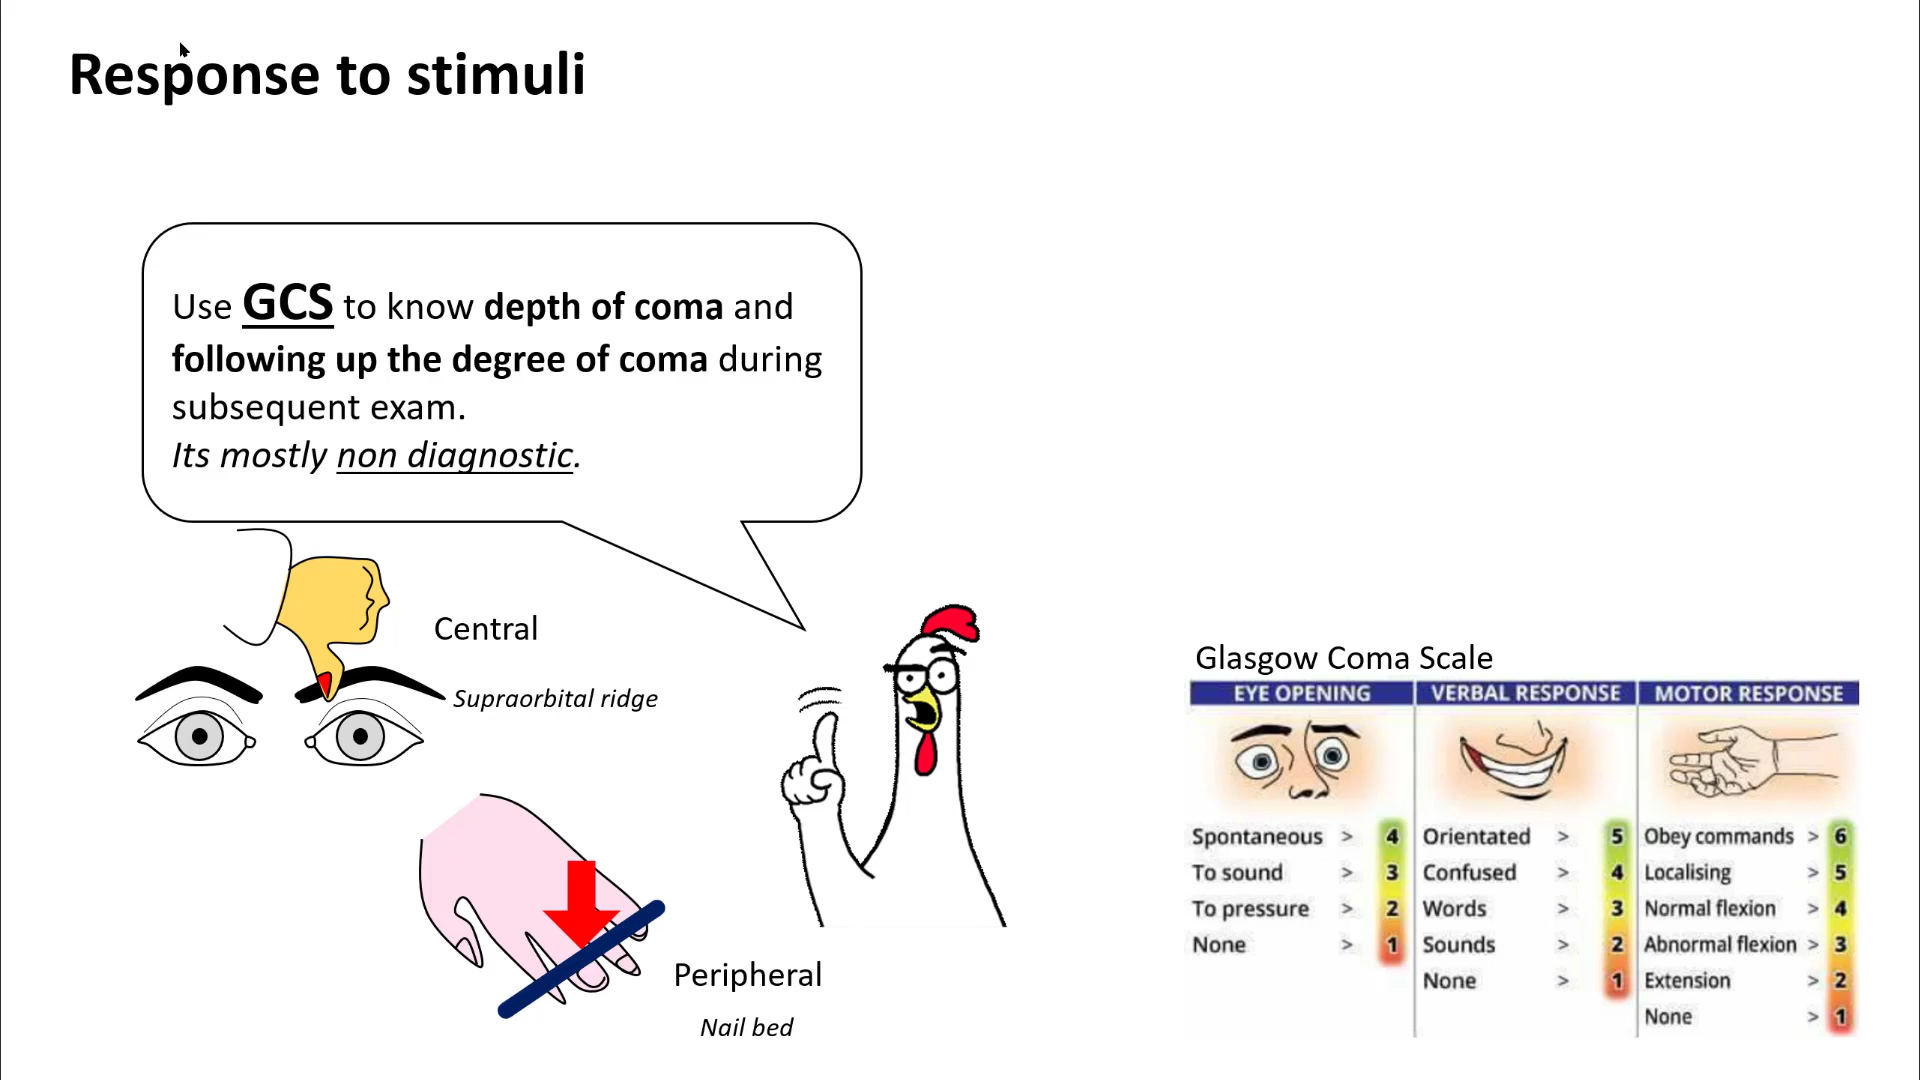 Response to stimuli
Use GCS to know depth of coma and
following up the degree of coma during
subsequent exam.
Its mostly non diagnostic.
Central
Supraorbital ridge
Peripheral
Nail bed
Glasgow Coma Scale
EYE OPENING VERBAL RESPONSE MOTOR RESPONSE
Spontaneous > 4 Orientated > 5 Obey commands > 6
To sound > 3 Confused > 4 Localising > 5
To pressure > 2 Words > 3 Normal flexion > 4
None > 1 Sounds > 2 Abnormal flexion > 3
None > 1 Extension > 2
None > 1